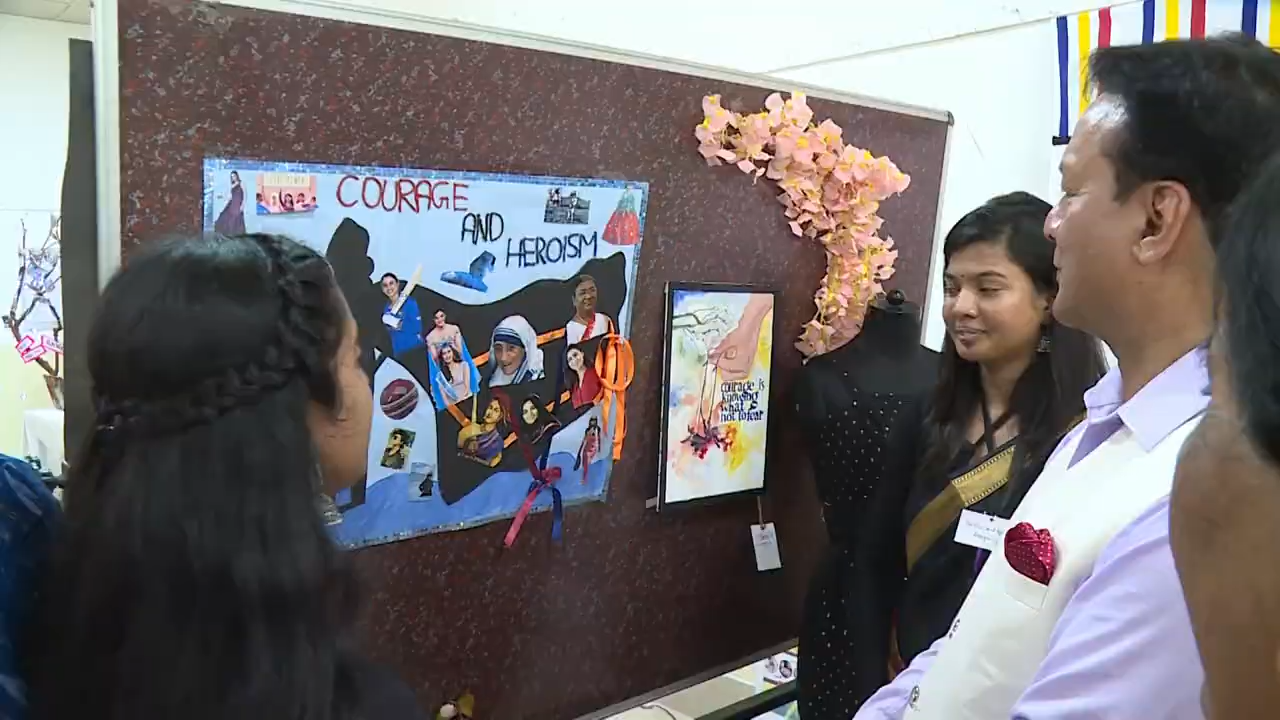 COURAGE
AND
HEROISM
courage is
knowing
what
not to fear